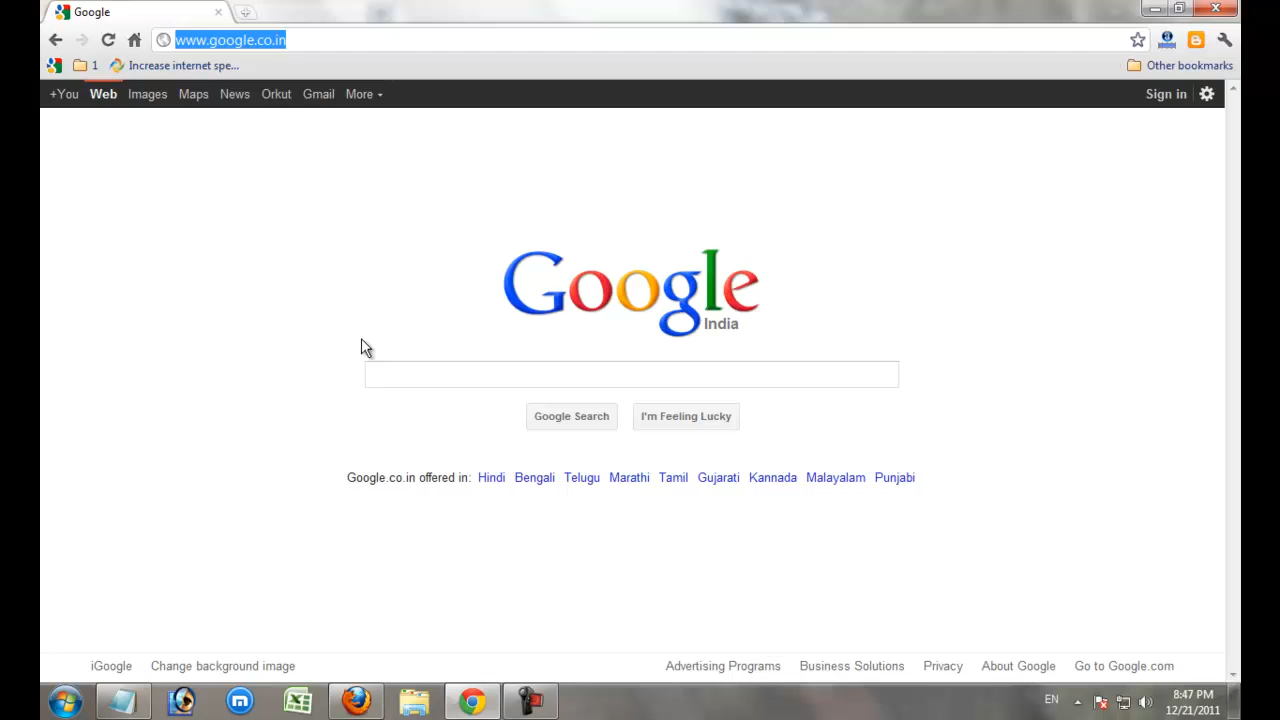 Google
www.google.co.in
1 Increase internet spe... Other bookmarks
+You Web Images Maps News Orkut Gmail More Sign in
Google
India
Google Search I'm Feeling Lucky
Google.co.in offered in: Hindi Bengali Telugu Marathi Tamil Gujarati Kannada Malayalam Punjabi
iGoogle Change background image Advertising Programs Business Solutions Privacy About Google Go to Google.com
EN 8:47 PM
12/21/2011